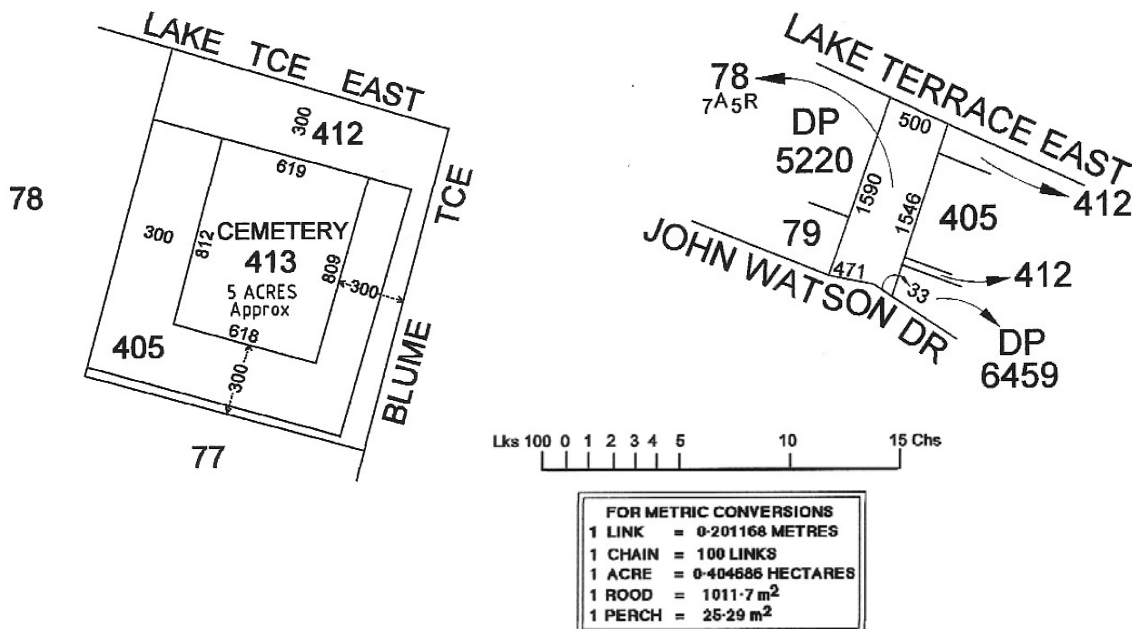 LAKE TCE EAST
300
412
619
78
300
812
CEMETERY
413
809
5 ACRES
Approx
300
TCE
618
405
300
BLUME
77
LAKE TERRACE EAST
78
7A5R
500
DP
5220
1590
1546
412
405
79
JOHN WATSON DR
471
33
412
DP
6459
Lks 100 0 1 2 3 4 5 10 15 Chs
FOR METRIC CONVERSIONS
1 LINK = 0·201168 METRES
1 CHAIN = 100 LINKS
1 ACRE = 0·404686 HECTARES
1 ROOD = 1011·7 m²
1 PERCH = 25·29 m²